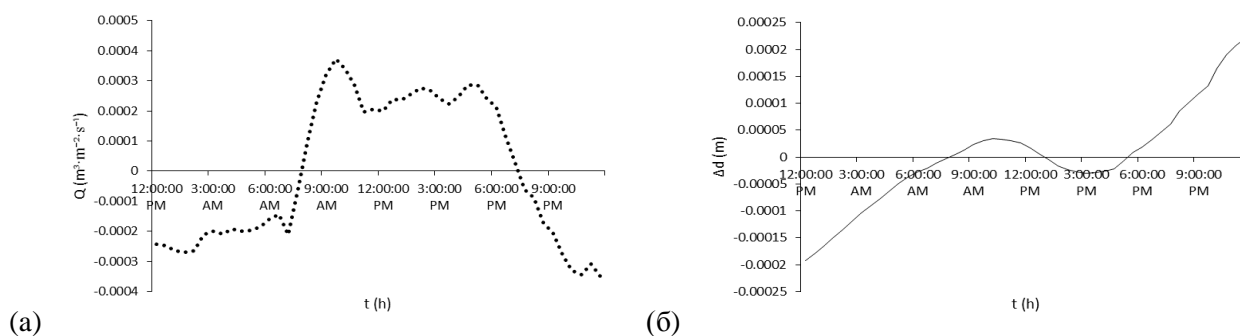 0.0005
0.0004
0.0003
0.0002
0.0001
0
-0.0001
-0.0002
-0.0003
-0.0004
Q (m³·m⁻²·s⁻¹)
12:00:00 PM
3:00:00 AM
6:00:00 AM
9:00:00 AM
12:00:00 PM
3:00:00 PM
6:00:00 PM
9:00:00 PM
t (h)
(a)
0.00025
0.0002
0.00015
0.0001
0.00005
0
-0.00005
-0.0001
-0.00015
-0.0002
-0.00025
Δd (m)
12:00:00 PM
3:00:00 AM
6:00:00 AM
9:00:00 AM
12:00:00 PM
3:00:00 PM
6:00:00 PM
9:00:00 PM
t (h)
(б)